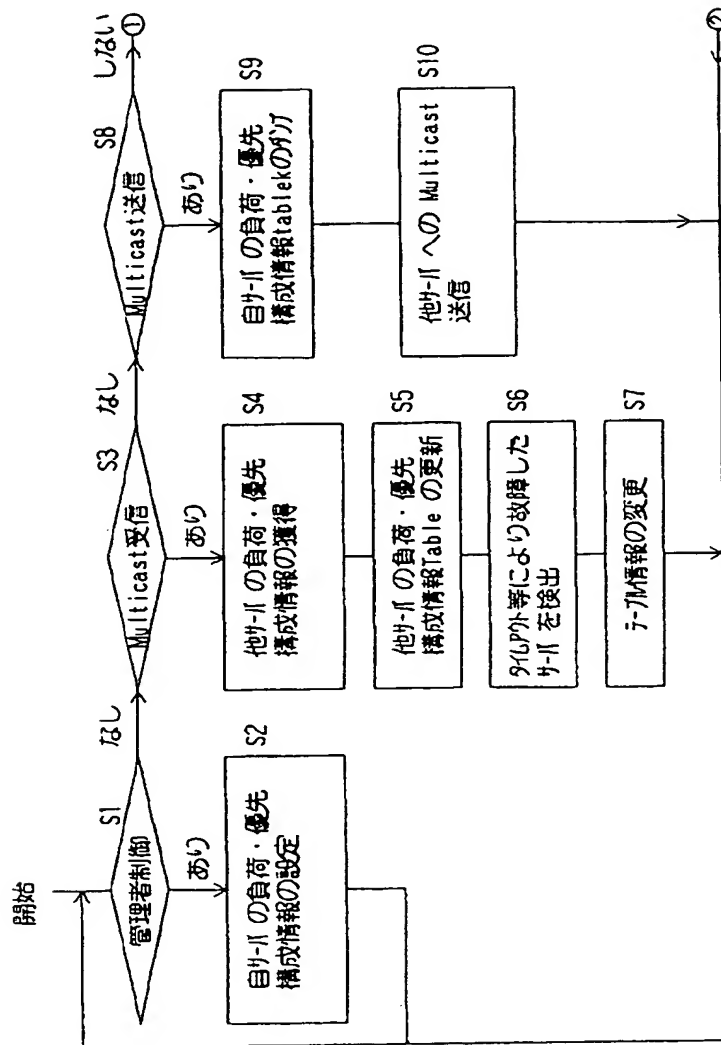 開始
S1
管理者制御
なし
あり
S2
自サーバの負荷・優先
構成情報の設定
S3
Multicast受信
なし
あり
S4
他サーバの負荷・優先
構成情報の獲得
S5
他サーバの負荷・優先
構成情報Table の更新
S6
タイムアウト等により故障した
サーバを検出
S7
テーブル情報の変更
S8
Multicast送信
しない
①
あり
S9
自サーバの負荷・優先
構成情報tablekのダンプ
S10
他サーバへの Multicast
送信
②